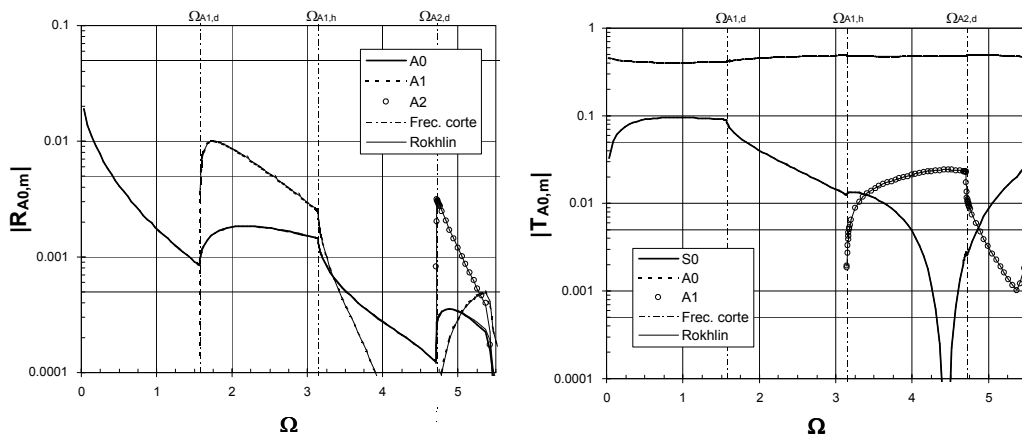 ΩA1,d ΩA1,h ΩA2,d
0.1
0.01
0.001
0.0001
|RA0,m|
A0
A1
A2
Frec. corte
Rokhlin
0 1 2 3 4 5
Ω
ΩA1,d ΩA1,h ΩA2,d
1
0.1
0.01
0.001
0.0001
|TA0,m|
S0
A0
A1
Frec. corte
Rokhlin
0 1 2 3 4 5
Ω